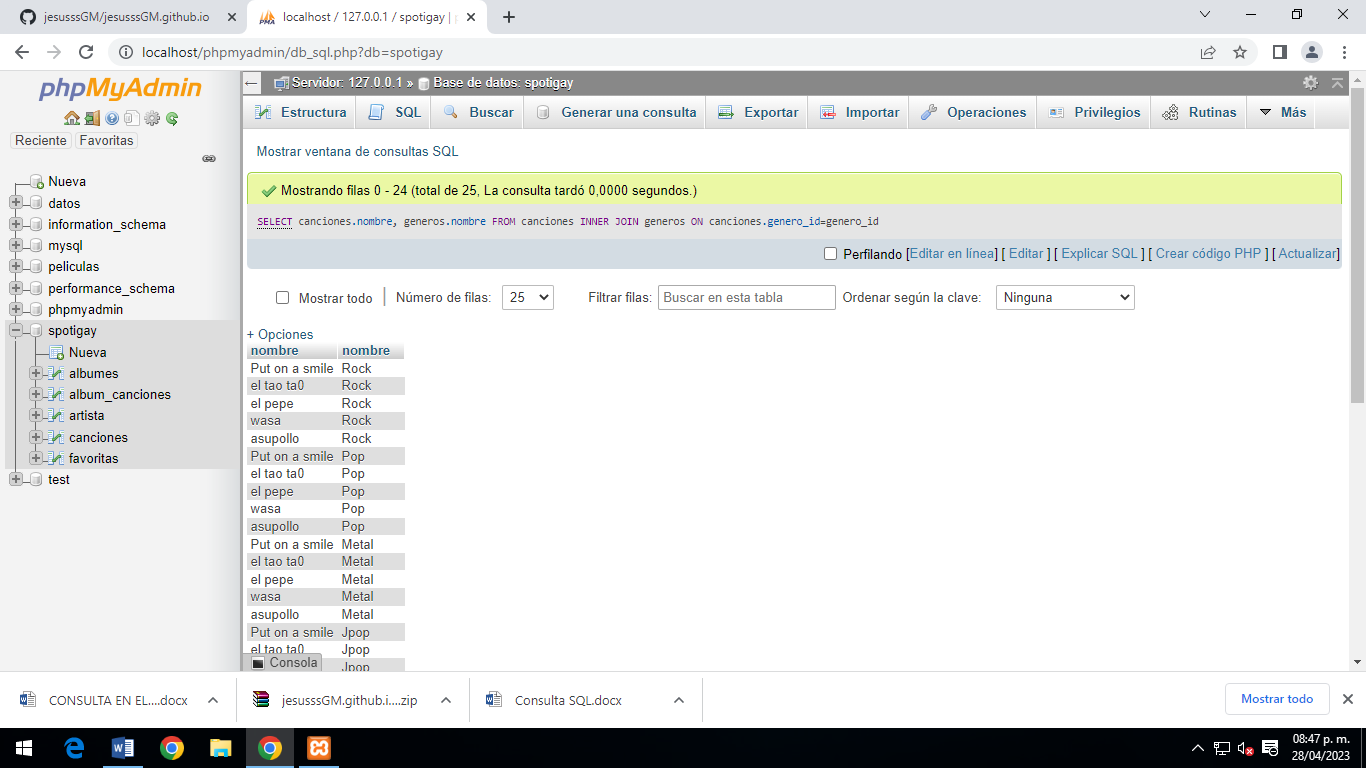 jesusssGM/jesusssGM.github.io
localhost / 127.0.0.1 / spotigay |
localhost/phpmyadmin/db_sql.php?db=spotigay
phpMyAdmin
Reciente Favoritas
Nueva
datos
information_schema
mysql
peliculas
performance_schema
phpmyadmin
spotigay
Nueva
albumes
album_canciones
artista
canciones
favoritas
test
Servidor: 127.0.0.1 » Base de datos: spotigay
Estructura SQL Buscar Generar una consulta Exportar Importar Operaciones Privilegios Rutinas Más
Mostrar ventana de consultas SQL
Mostrando filas 0 - 24 (total de 25, La consulta tardó 0,0000 segundos.)
SELECT canciones.nombre, generos.nombre FROM canciones INNER JOIN generos ON canciones.genero_id=genero_id
Perfilando [Editar en línea] [ Editar ] [ Explicar SQL ] [ Crear código PHP ] [ Actualizar]
Mostrar todo | Número de filas: 25 Filtrar filas: Buscar en esta tabla Ordenar según la clave: Ninguna
+ Opciones
nombre nombre
Put on a smile Rock
el tao ta0 Rock
el pepe Rock
wasa Rock
asupollo Rock
Put on a smile Pop
el tao ta0 Pop
el pepe Pop
wasa Pop
asupollo Pop
Put on a smile Metal
el tao ta0 Metal
el pepe Metal
wasa Metal
asupollo Metal
Put on a smile Jpop
el tao ta0 Jpop
Jpop
Consola
CONSULTA EN EL....docx jesusssGM.github.i....zip Consulta SQL.docx Mostrar todo
08:47 p. m.
28/04/2023